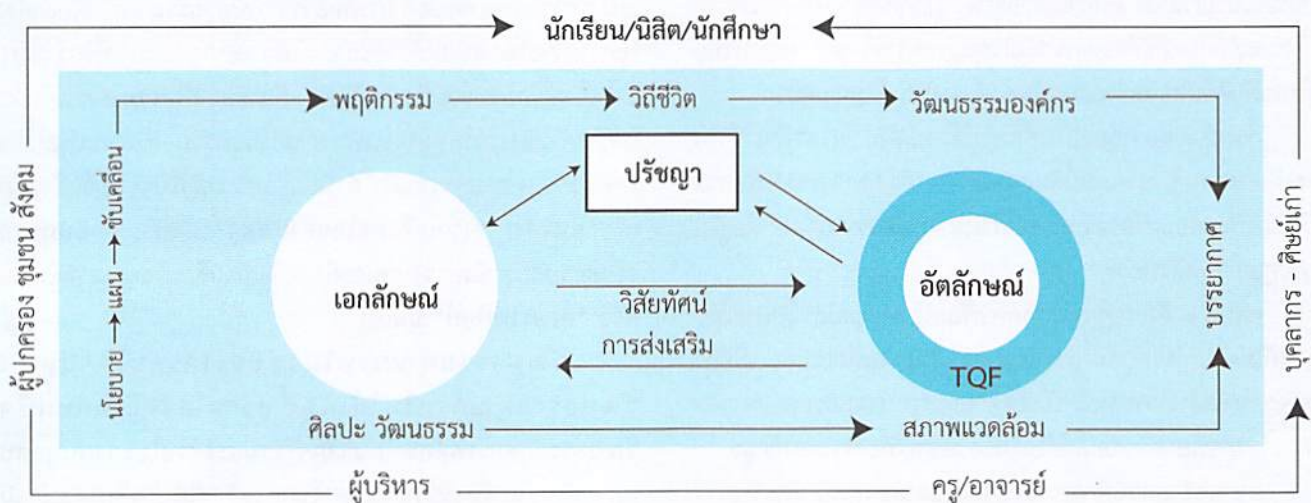 นักเรียน/นิสิต/นักศึกษา
พฤติกรรม
วิถีชีวิต
วัฒนธรรมองค์กร
ปรัชญา
ผู้ปกครอง ชุมชน สังคม
นโยบาย
แผน
ขับเคลื่อน
เอกลักษณ์
วิสัยทัศน์
การส่งเสริม
อัตลักษณ์
TQF
บรรยากาศ
บุคลากร - ศิษย์เก่า
ศิลปะ วัฒนธรรม
สภาพแวดล้อม
ผู้บริหาร
ครู/อาจารย์